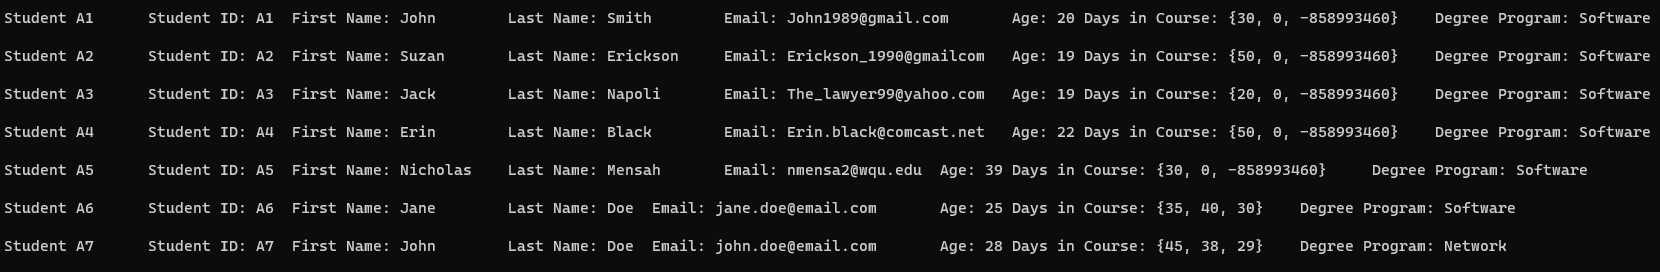 Student A1 Student ID: A1 First Name: John Last Name: Smith Email: John1989@gmail.com Age: 20 Days in Course: {30, 0, -858993460} Degree Program: Software
Student A2 Student ID: A2 First Name: Suzan Last Name: Erickson Email: Erickson_1990@gmailcom Age: 19 Days in Course: {50, 0, -858993460} Degree Program: Software
Student A3 Student ID: A3 First Name: Jack Last Name: Napoli Email: The_lawyer99@yahoo.com Age: 19 Days in Course: {20, 0, -858993460} Degree Program: Software
Student A4 Student ID: A4 First Name: Erin Last Name: Black Email: Erin.black@comcast.net Age: 22 Days in Course: {50, 0, -858993460} Degree Program: Software
Student A5 Student ID: A5 First Name: Nicholas Last Name: Mensah Email: nmensa2@wqu.edu Age: 39 Days in Course: {30, 0, -858993460} Degree Program: Software
Student A6 Student ID: A6 First Name: Jane Last Name: Doe Email: jane.doe@email.com Age: 25 Days in Course: {35, 40, 30} Degree Program: Software
Student A7 Student ID: A7 First Name: John Last Name: Doe Email: john.doe@email.com Age: 28 Days in Course: {45, 38, 29} Degree Program: Network